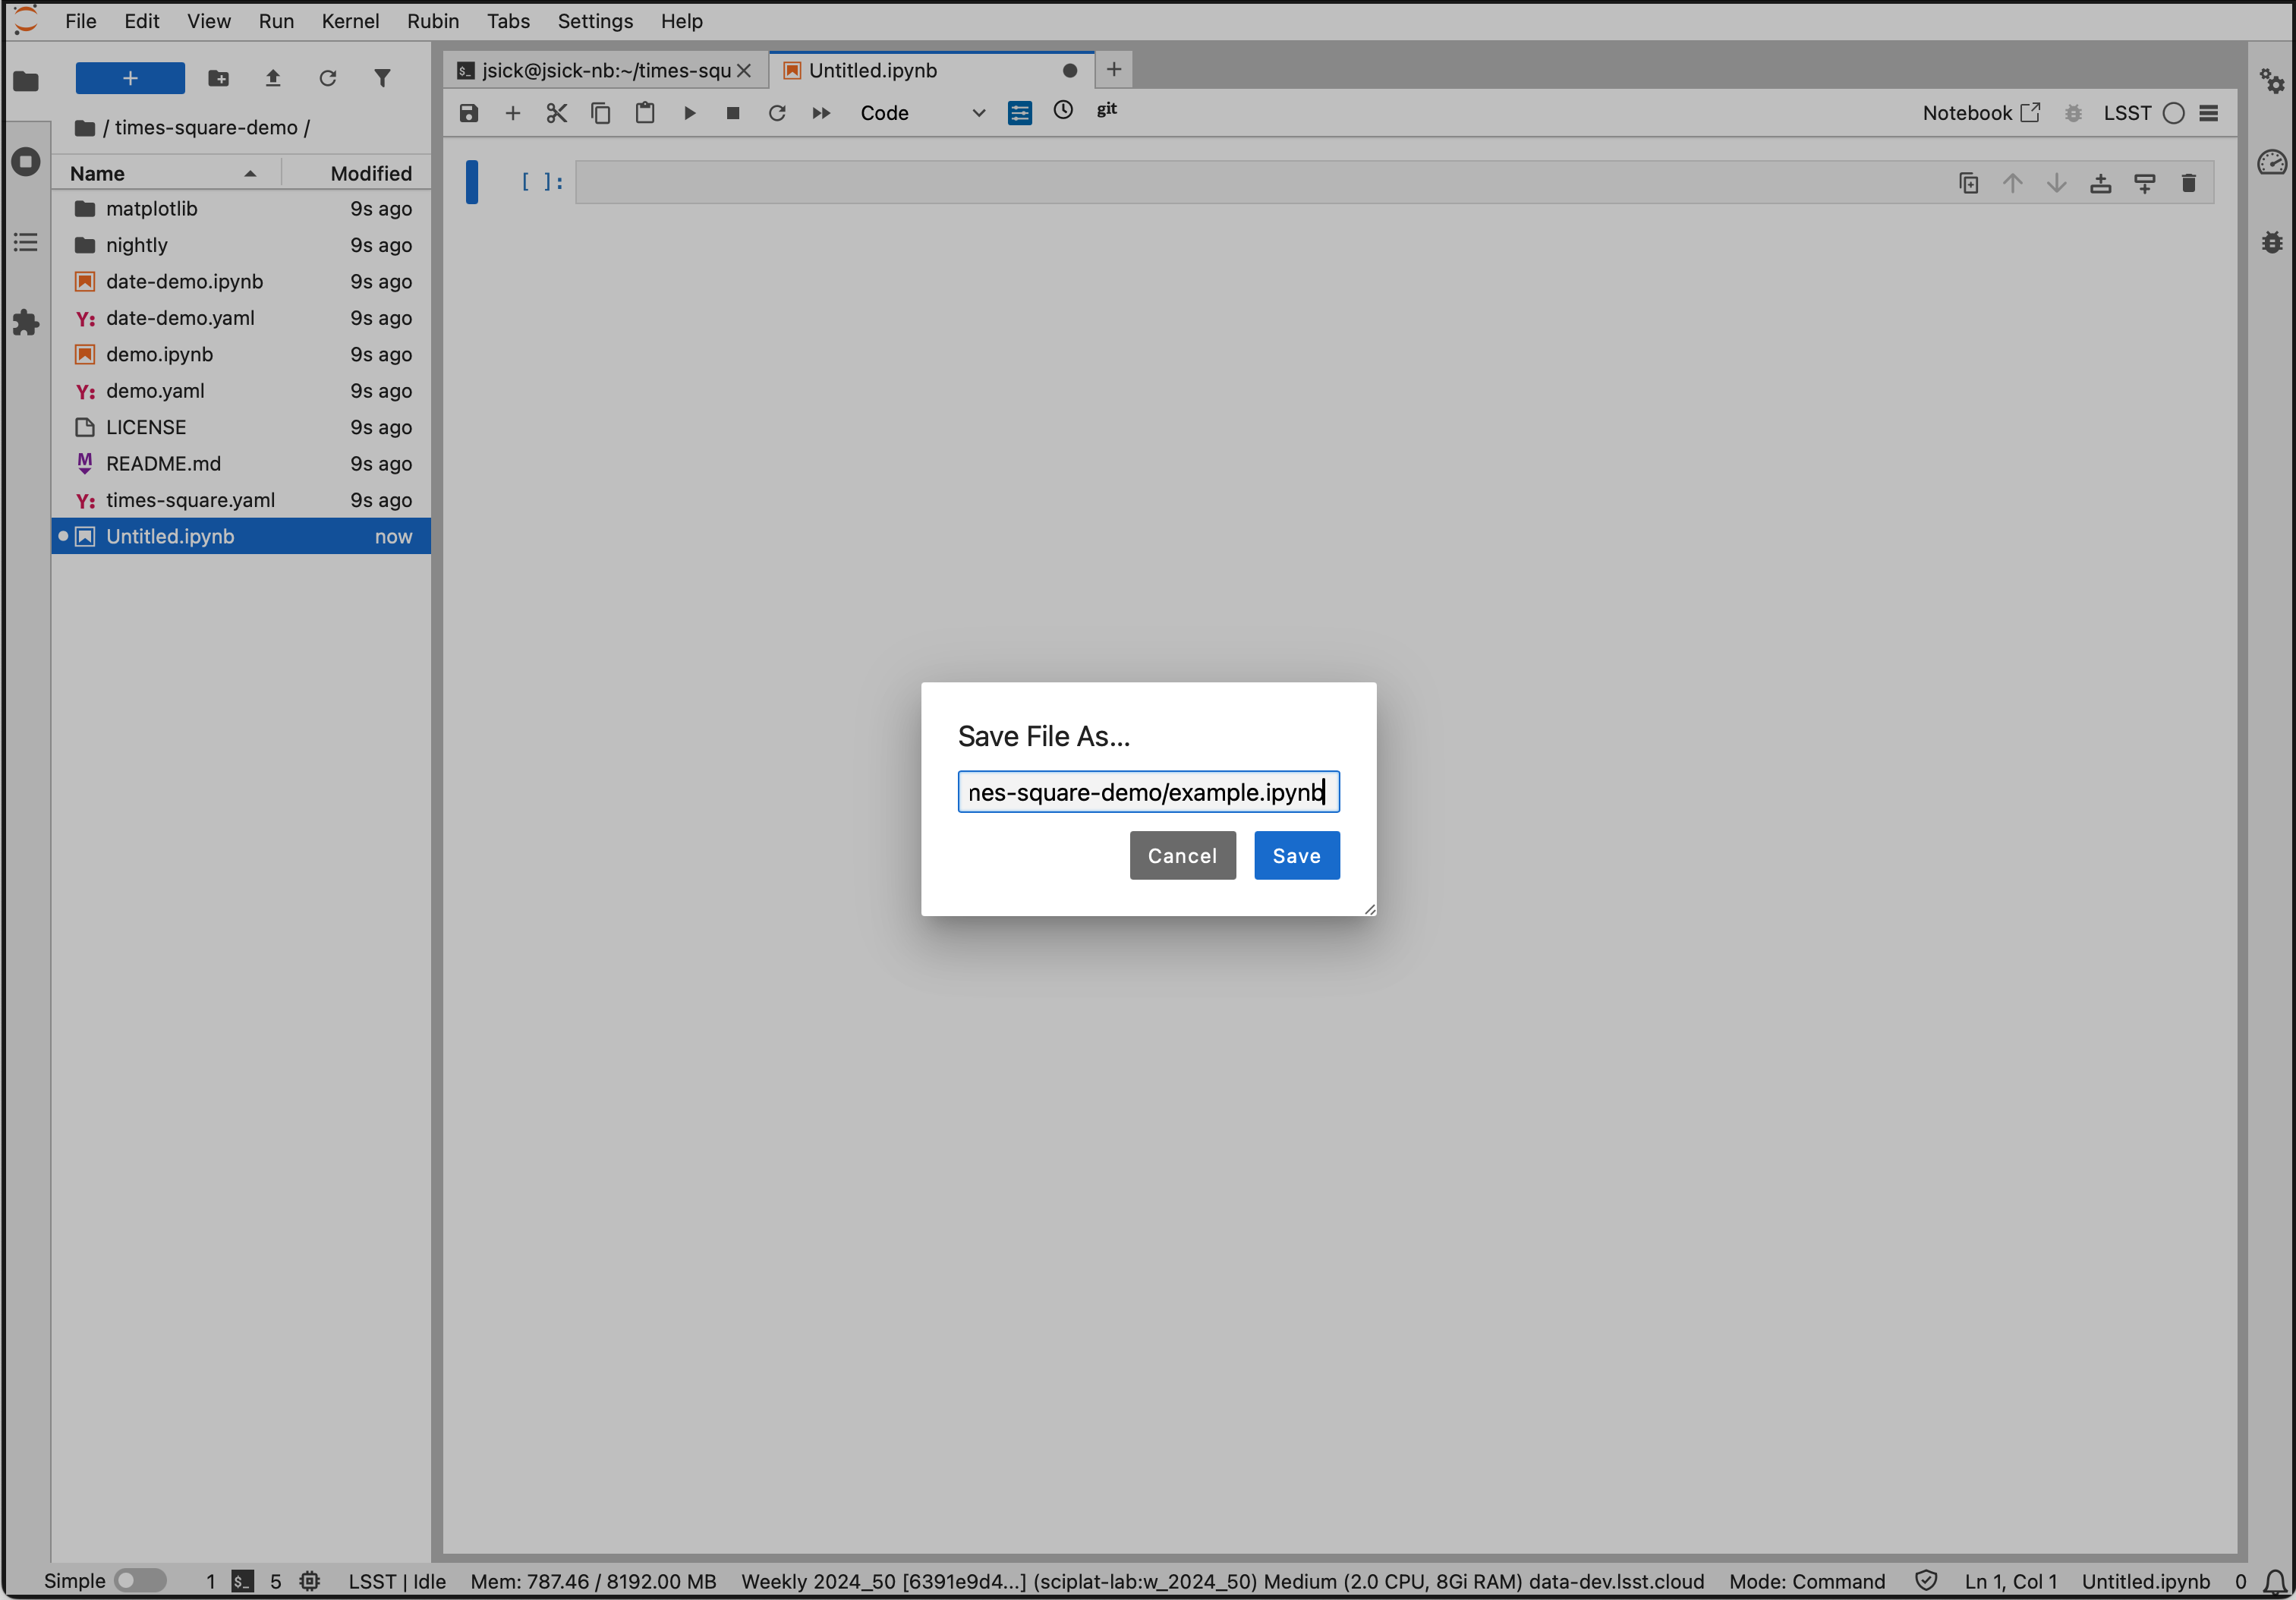 File Edit View Run Kernel Rubin Tabs Settings Help
+
/ times-square-demo /
Name Modified
matplotlib 9s ago
nightly 9s ago
date-demo.ipynb 9s ago
Y: date-demo.yaml 9s ago
demo.ipynb 9s ago
Y: demo.yaml 9s ago
LICENSE 9s ago
M README.md 9s ago
Y: times-square.yaml 9s ago
Untitled.ipynb now
$_ jsick@jsick-nb:~/times-squ Untitled.ipynb +
Code git Notebook LSST
[ ]:
Save File As...
nes-square-demo/example.ipynb
Cancel Save
Simple 1 $_ 5 LSST | Idle Mem: 787.46 / 8192.00 MB Weekly 2024_50 [6391e9d4...] (sciplat-lab:w_2024_50) Medium (2.0 CPU, 8Gi RAM) data-dev.lsst.cloud Mode: Command Ln 1, Col 1 Untitled.ipynb 0